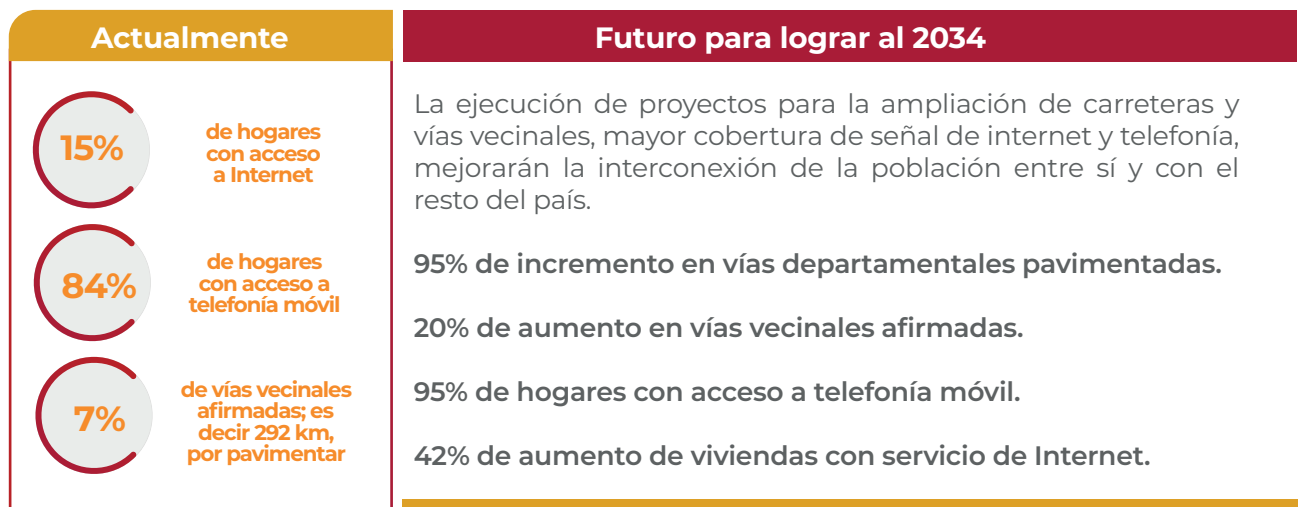 Actualmente
15%
de hogares
con acceso
a Internet
84%
de hogares
con acceso a
telefonía móvil
7%
de vías vecinales
afirmadas; es
decir 292 km,
por pavimentar
Futuro para lograr al 2034
La ejecución de proyectos para la ampliación de carreteras y
vías vecinales, mayor cobertura de señal de internet y telefonía,
mejorarán la interconexión de la población entre sí y con el
resto del país.
95% de incremento en vías departamentales pavimentadas.
20% de aumento en vías vecinales afirmadas.
95% de hogares con acceso a telefonía móvil.
42% de aumento de viviendas con servicio de Internet.